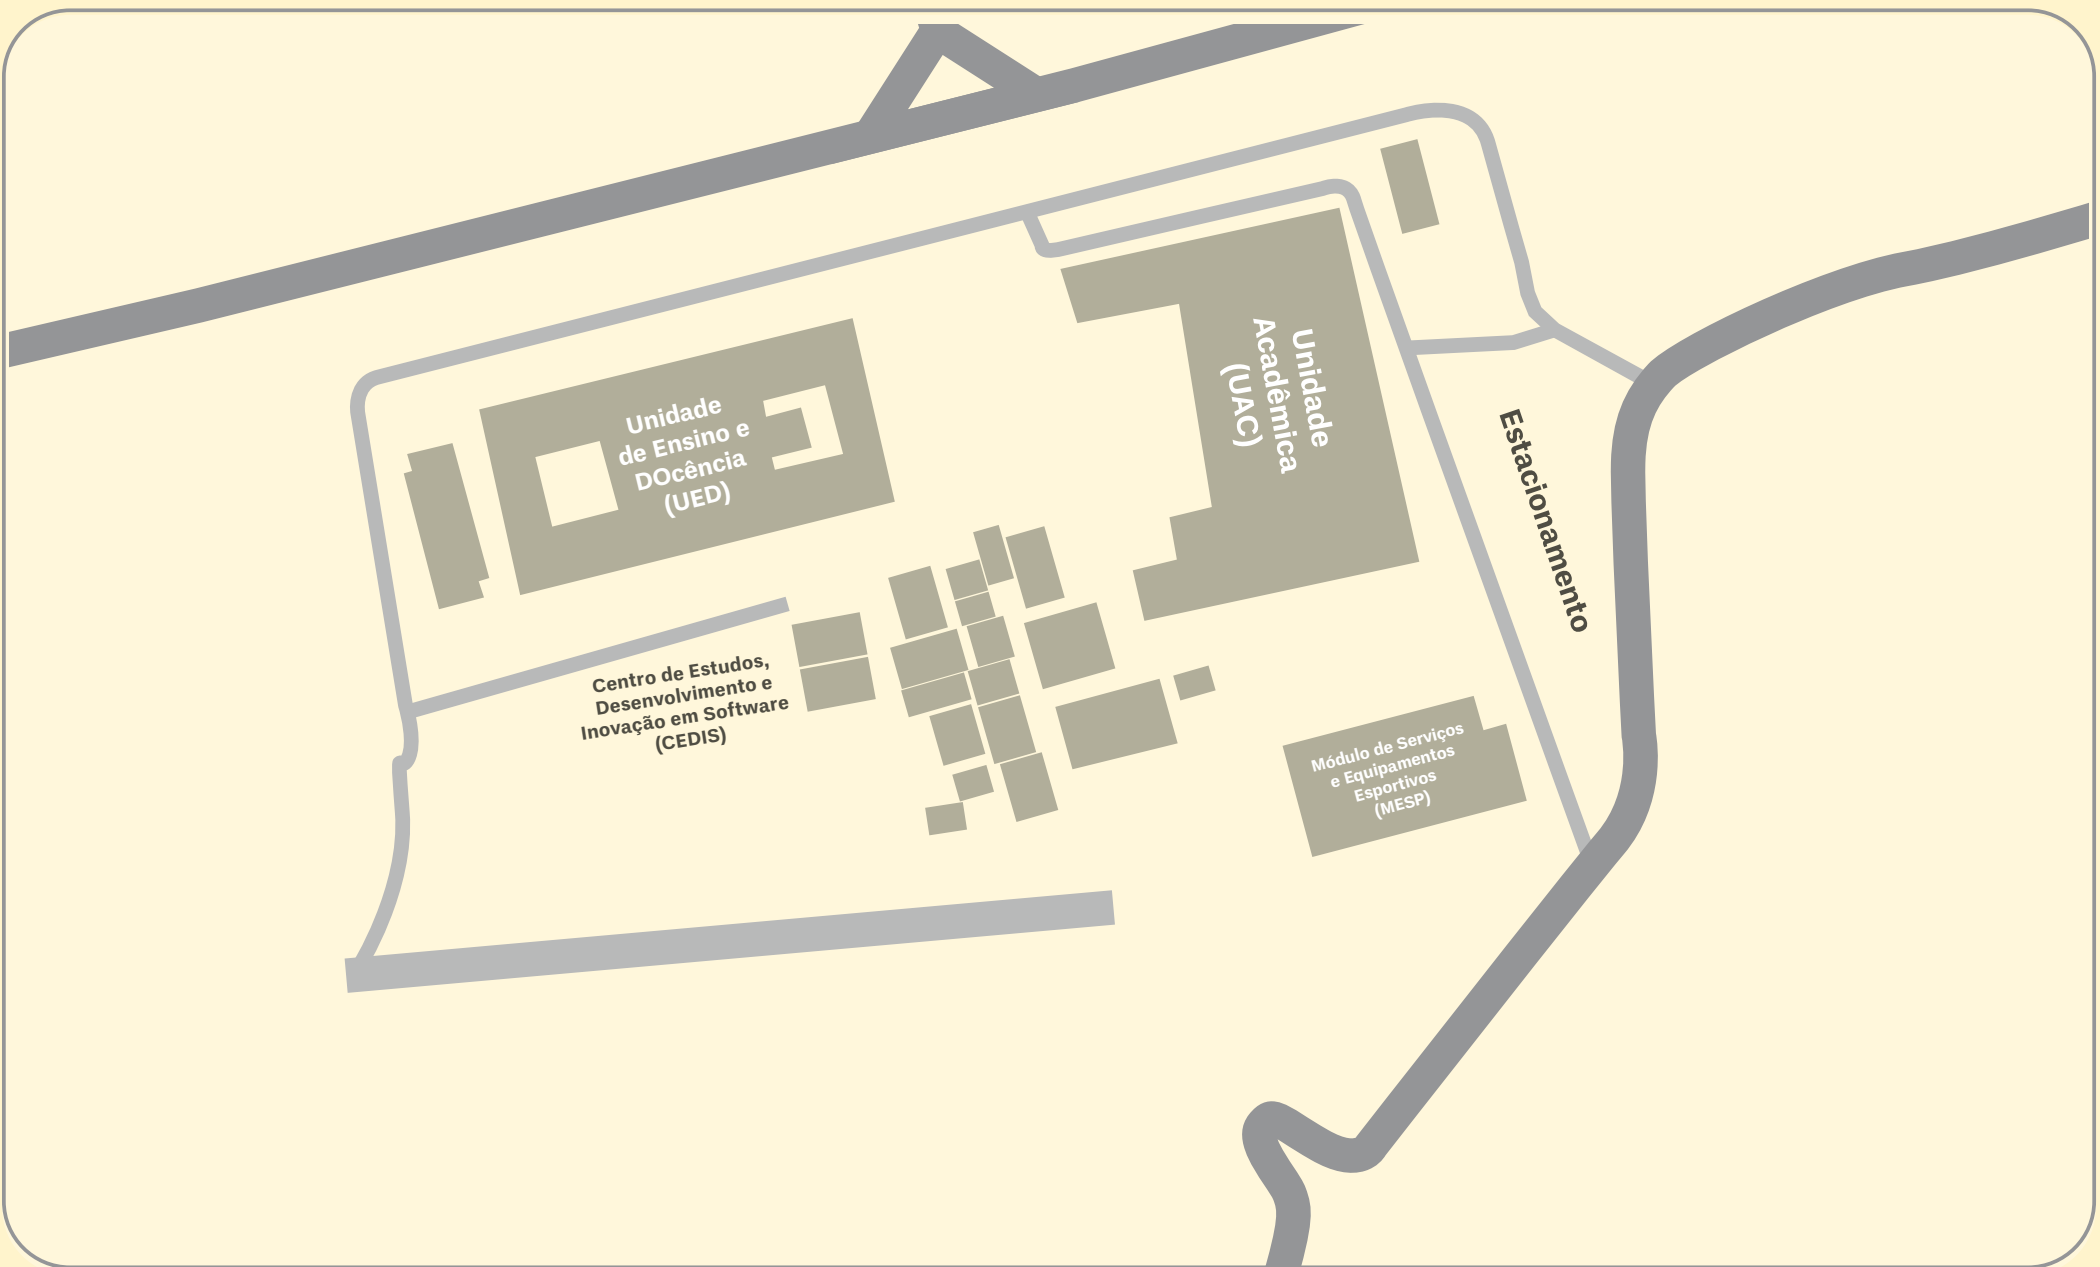 Unidade
de Ensino e
DOcência
(UED)
Unidade
Acadêmica
(UAC)
Estacionamento
Centro de Estudos,
Desenvolvimento e
Inovação em Software
(CEDIS)
Módulo de Serviços
e Equipamentos
Esportivos
(MESP)